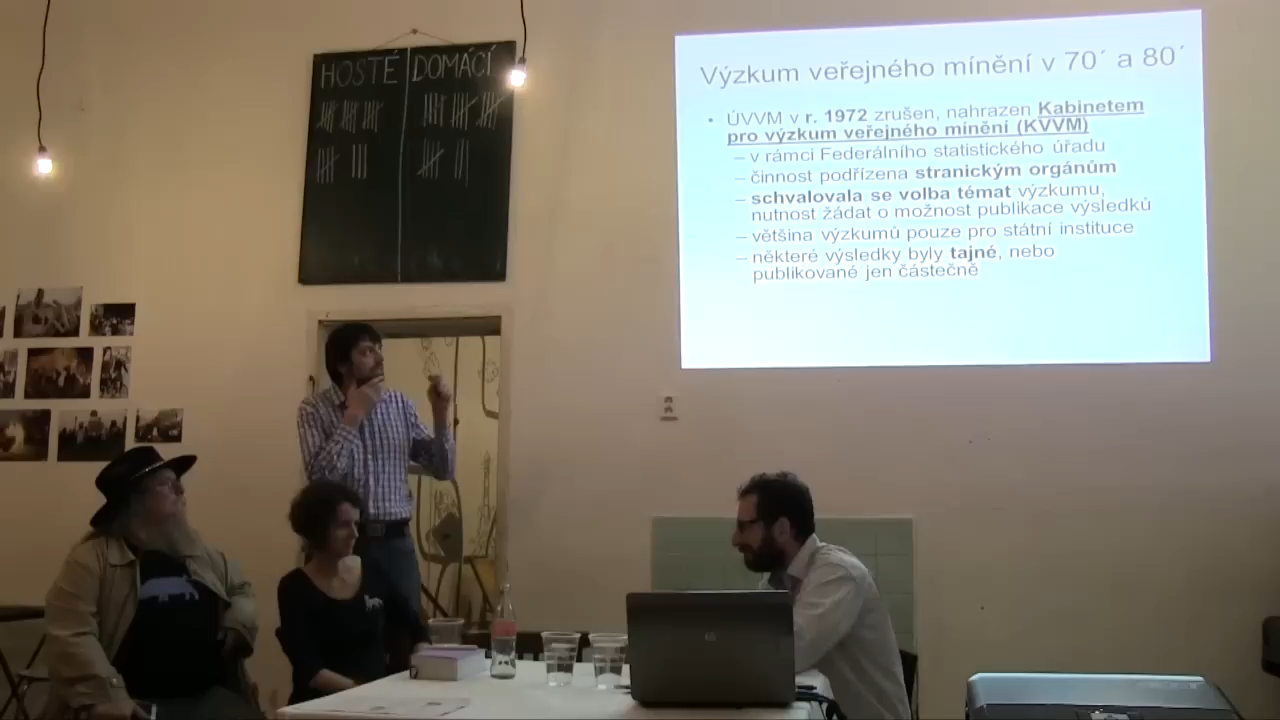 HOSTÉ DOMÁCÍ
Výzkum veřejného mínění v 70´ a 80´
• ÚVVM v r. 1972 zrušen, nahrazen Kabinetem
pro výzkum veřejného mínění (KVVM)
– v rámci Federálního statistického úřadu
– činnost podřízena stranickým orgánům
– schvalovala se volba témat výzkumu,
nutnost žádat o možnost publikace výsledků
– většina výzkumů pouze pro státní instituce
– některé výsledky byly tajné, nebo
publikované jen částečně
hp